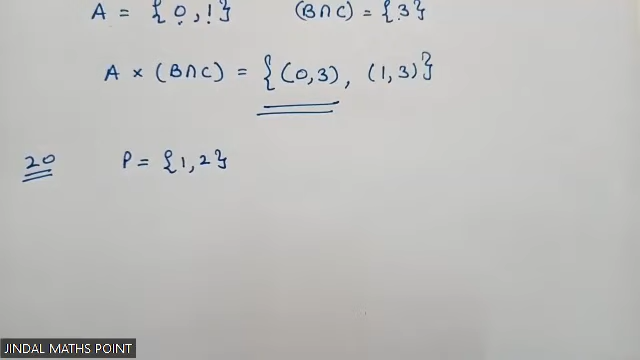 A = {0,1} (B∩C) = {3}
A × (B∩C) = {(0,3), (1,3)}
20 P = {1,2}
JINDAL MATHS POINT